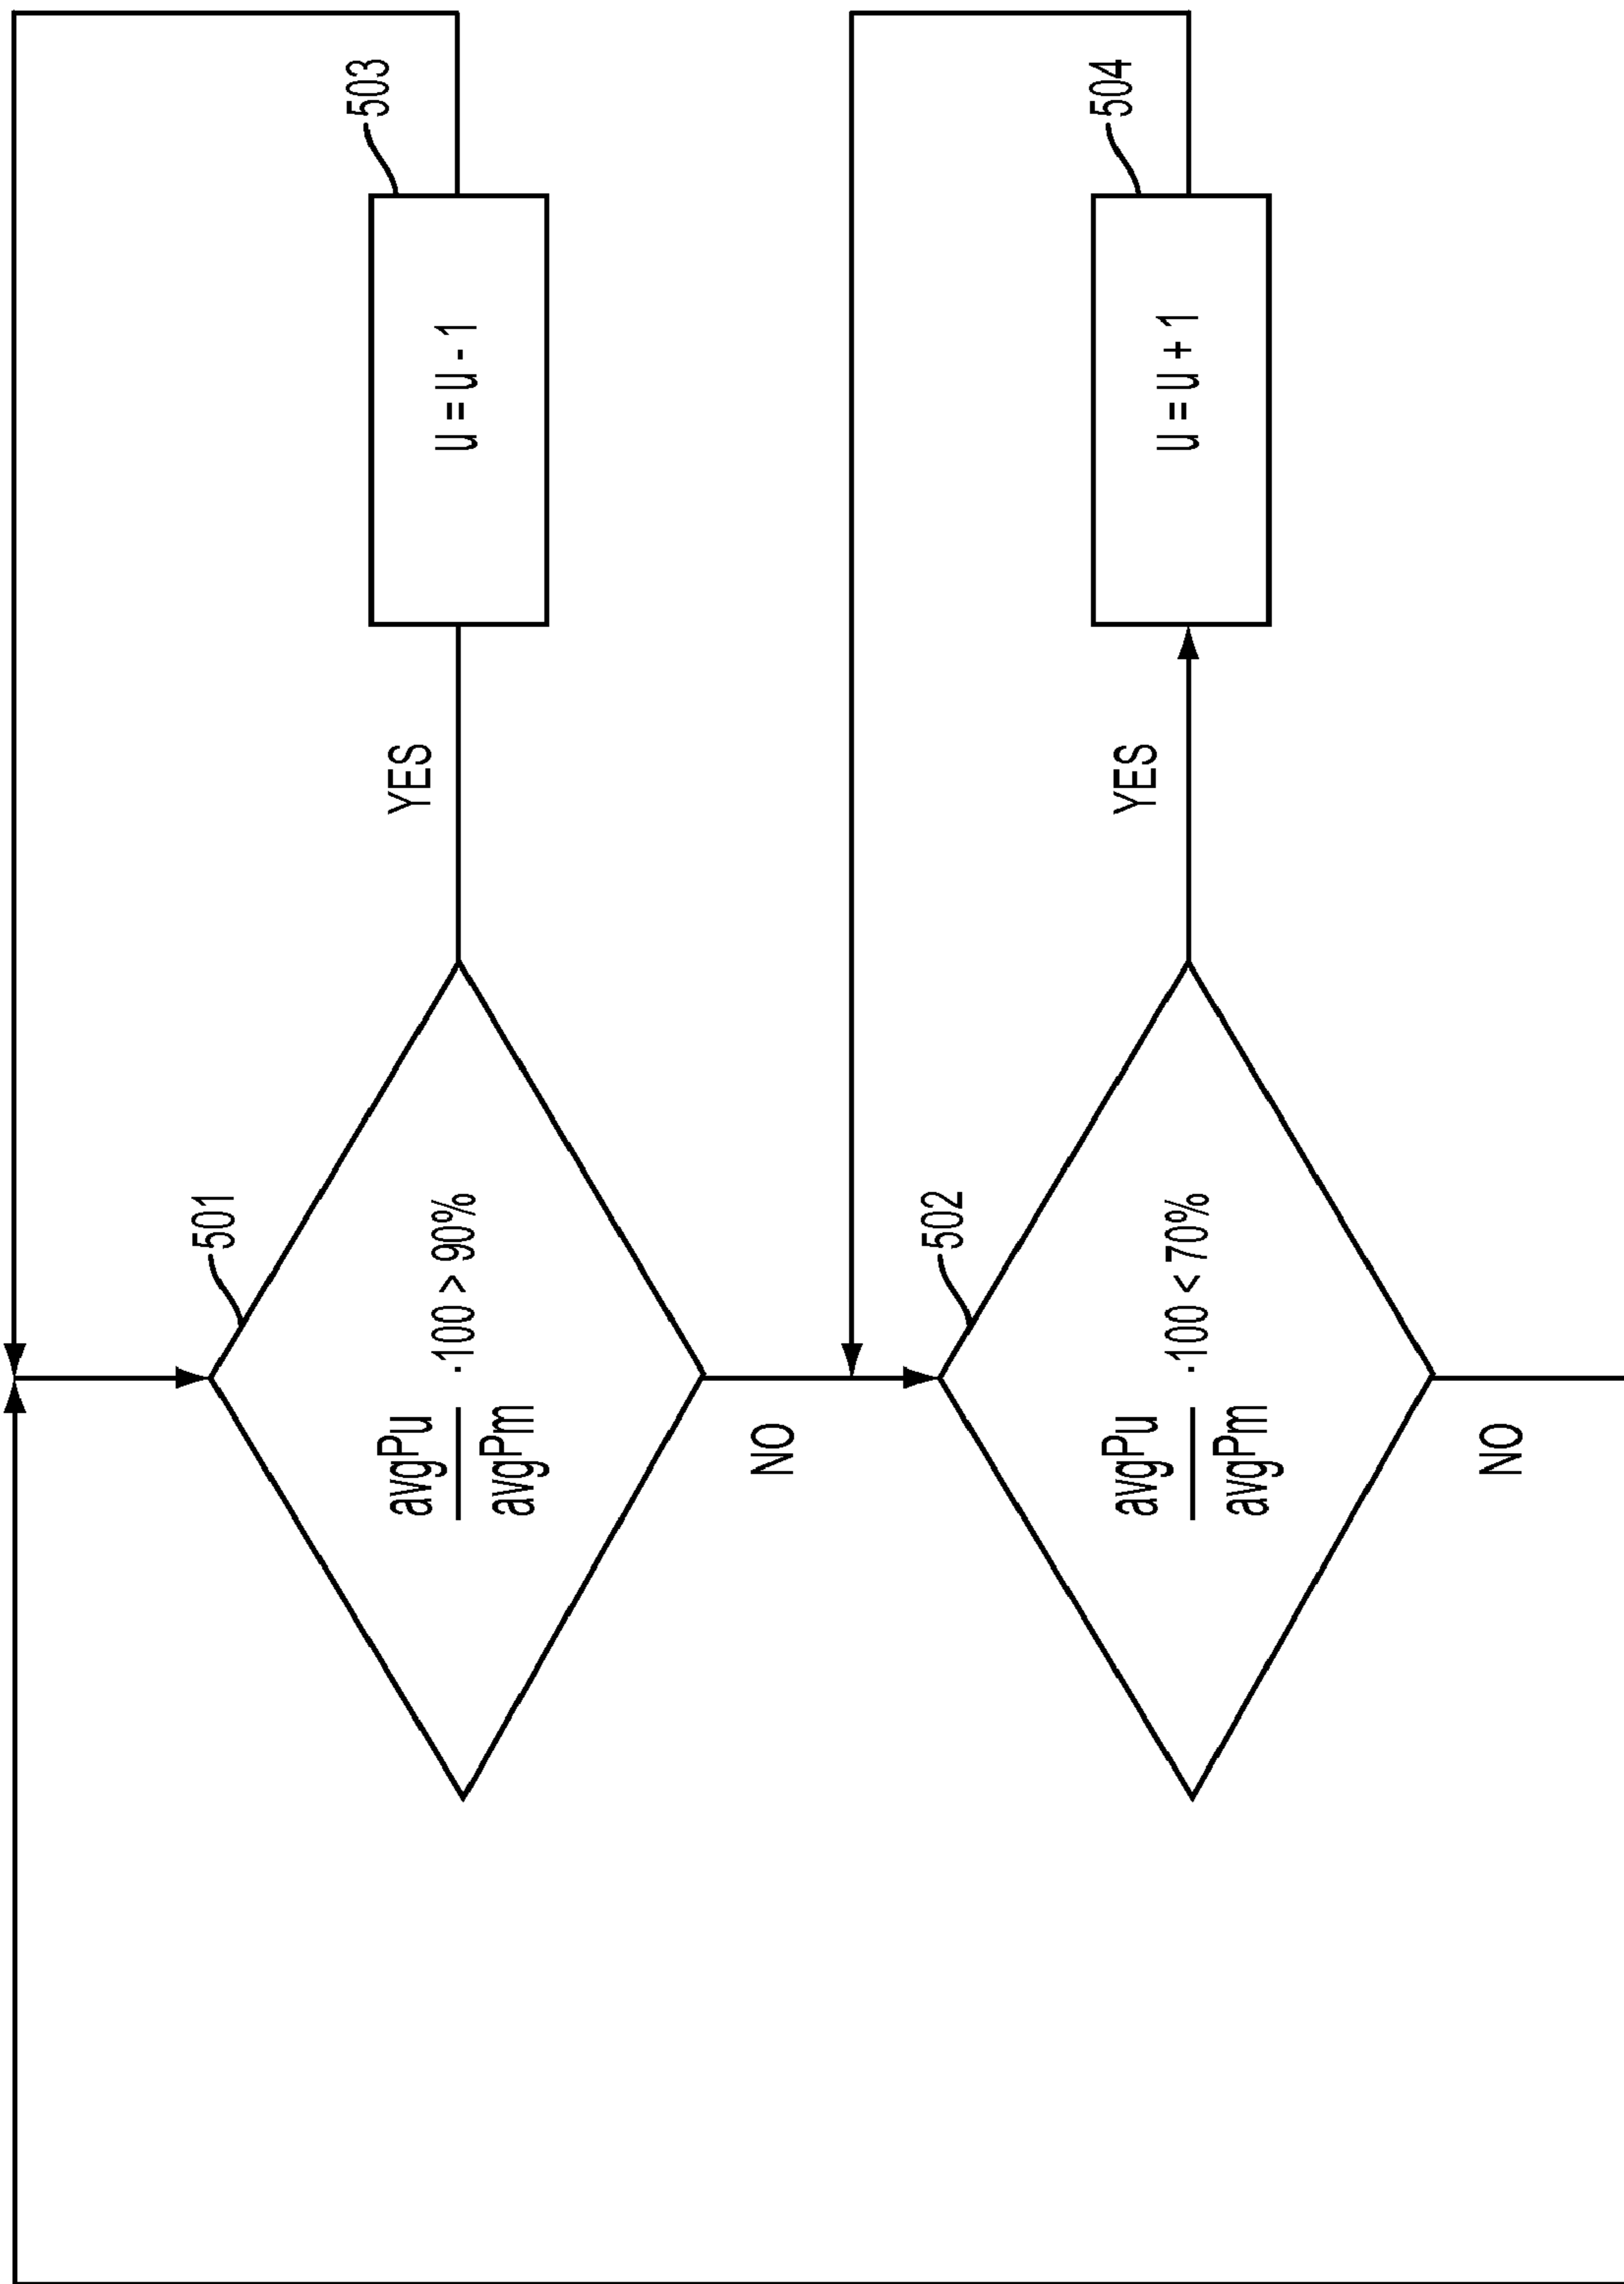 501
avgPu
avgPm
· 100 > 90%
YES
503
u = u - 1
NO
502
avgPu
avgPm
· 100 < 70%
YES
504
u = u + 1
NO